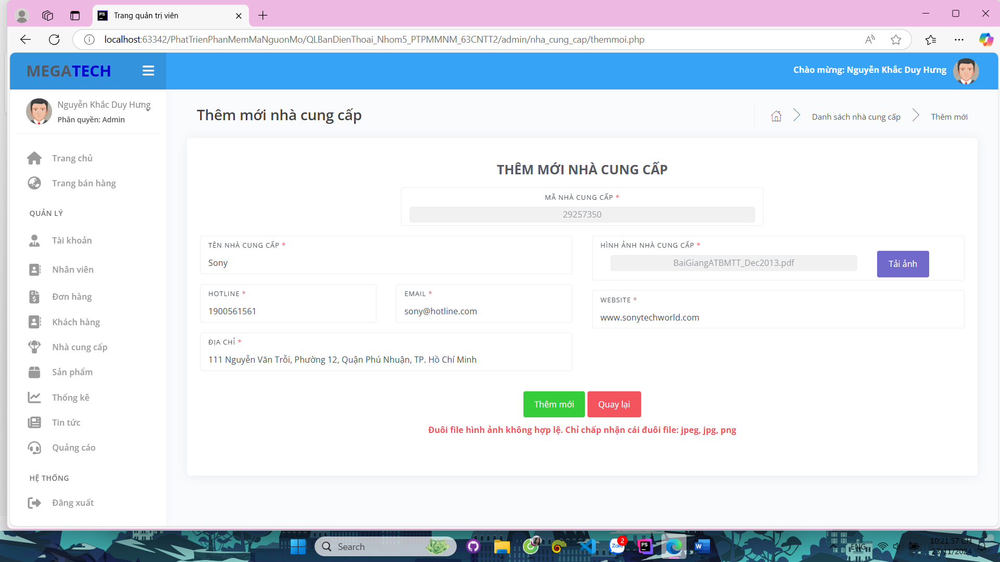 Trang quản trị viên
localhost:63342/PhatTrienPhanMemMaNguonMo/QLBanDienThoai_Nhom5_PTPMMNM_63CNTT2/admin/nha_cung_cap/themmoi.php
MEGATECH
Chào mừng: Nguyễn Khắc Duy Hưng
Nguyễn Khắc Duy Hưng
Phân quyền: Admin
Trang chủ
Trang bán hàng
QUẢN LÝ
Tài khoản
Nhân viên
Đơn hàng
Khách hàng
Nhà cung cấp
Sản phẩm
Thống kê
Tin tức
Quảng cáo
HỆ THỐNG
Đăng xuất
Thêm mới nhà cung cấp
Danh sách nhà cung cấp
Thêm mới
THÊM MỚI NHÀ CUNG CẤP
MÃ NHÀ CUNG CẤP *
29257350
TÊN NHÀ CUNG CẤP *
Sony
HÌNH ẢNH NHÀ CUNG CẤP *
BaiGiangATBMTT_Dec2013.pdf
Tải ảnh
HOTLINE *
1900561561
EMAIL *
sony@hotline.com
WEBSITE *
www.sonytechworld.com
ĐỊA CHỈ *
111 Nguyễn Văn Trỗi, Phường 12, Quận Phú Nhuận, TP. Hồ Chí Minh
Thêm mới
Quay lại
Đuôi file hình ảnh không hợp lệ. Chỉ chấp nhận cái đuôi file: jpeg, jpg, png
Search
Zalo
2
PS
W
ENG
10:21:57 CH
23/11/2024